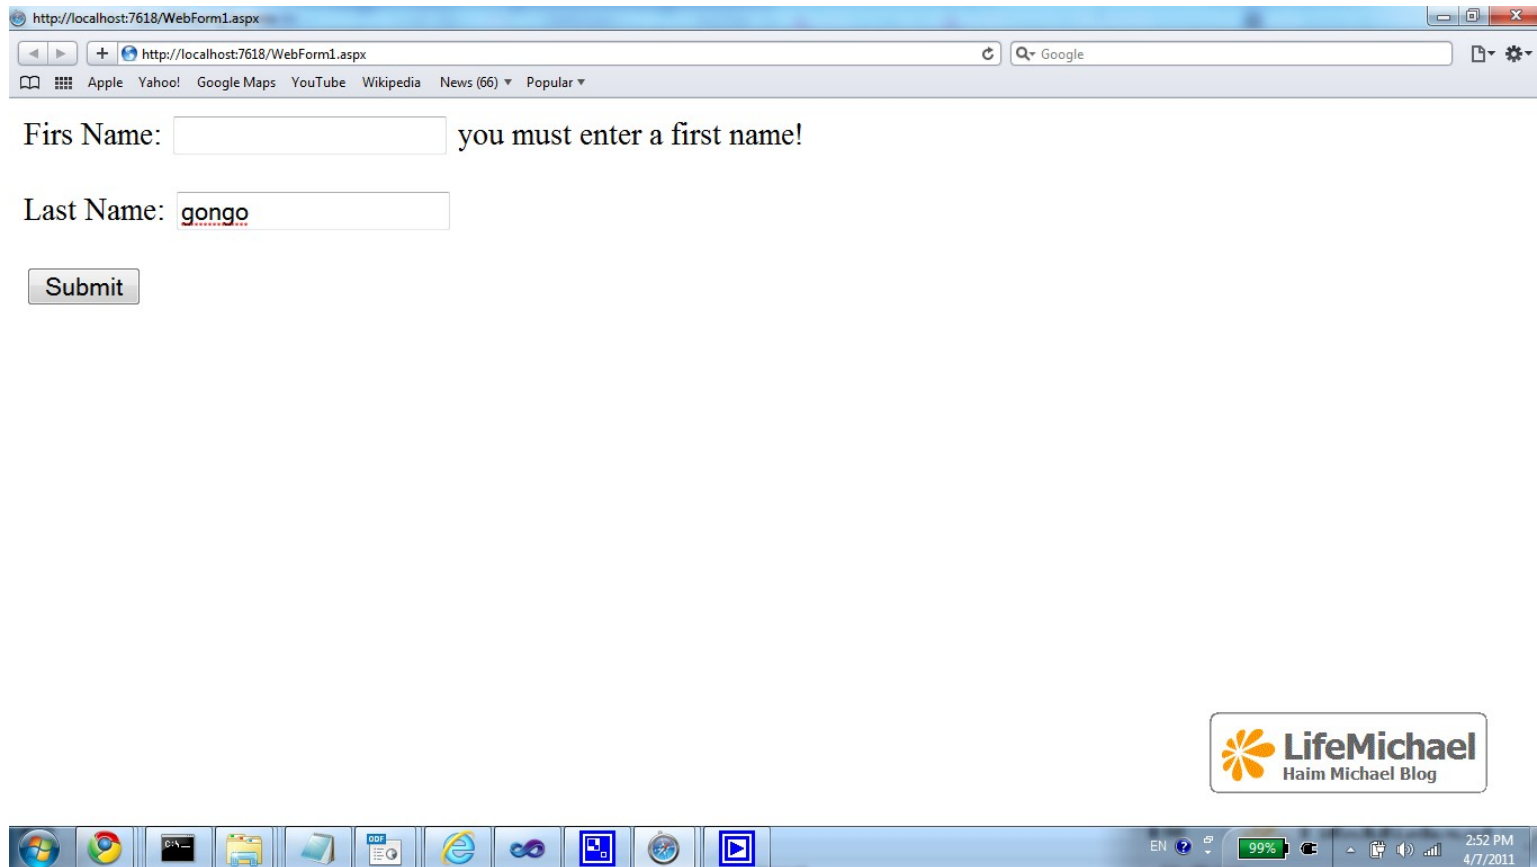 http://localhost:7618/WebForm1.aspx
+ http://localhost:7618/WebForm1.aspx
Google
Apple Yahoo! Google Maps YouTube Wikipedia News (66) Popular
Firs Name: you must enter a first name!
Last Name: gongo
Submit
LifeMichael
Haim Michael Blog
C:\_
ODF
EN 99% 2:52 PM
4/7/2011